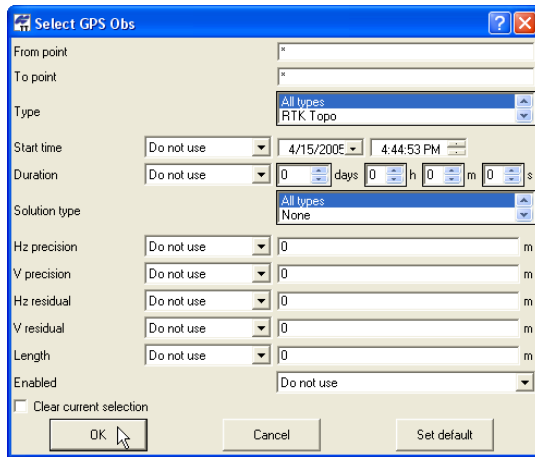 Select GPS Obs
From point *
To point *
Type All types
RTK Topo
Start time Do not use 4/15/2005 4:44:53 PM
Duration Do not use 0 days 0 h 0 m 0 s
Solution type All types
None
Hz precision Do not use 0 m
V precision Do not use 0 m
Hz residual Do not use 0 m
V residual Do not use 0 m
Length Do not use 0 m
Enabled Do not use
Clear current selection
OK Cancel Set default